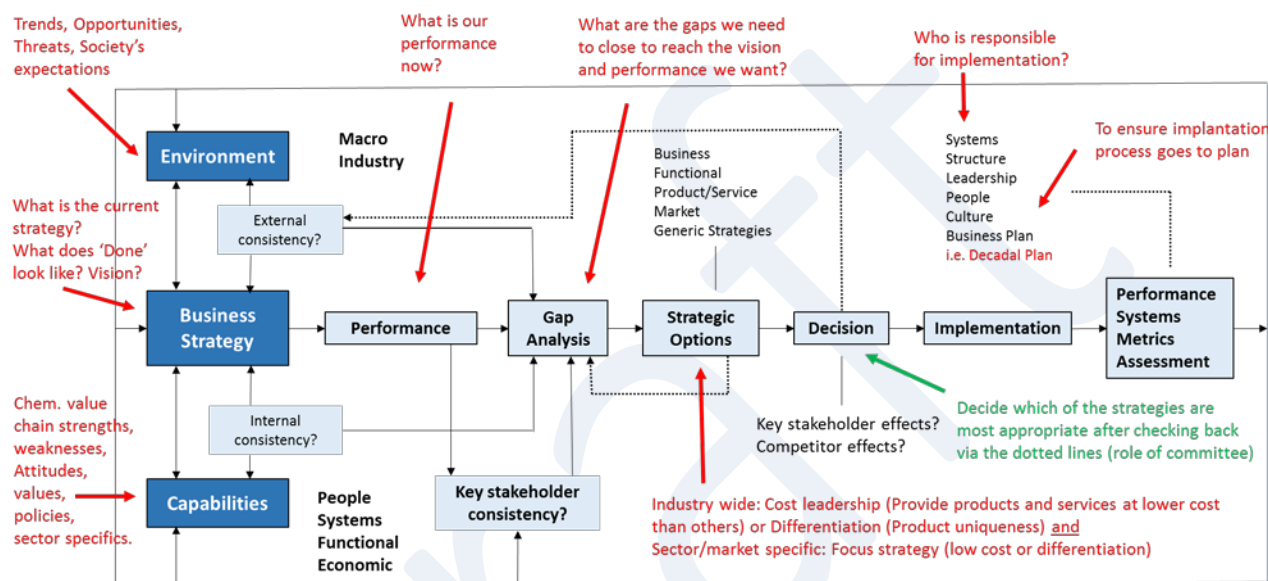 Trends, Opportunities,
Threats, Society's
expectations
What is our
performance
now?
What are the gaps we need
to close to reach the vision
and performance we want?
Who is responsible
for implementation?
To ensure implantation
process goes to plan
Environment
Macro
Industry
Business
Functional
Product/Service
Market
Generic Strategies
Systems
Structure
Leadership
People
Culture
Business Plan
i.e. Decadal Plan
What is the current
strategy?
What does 'Done'
look like? Vision?
External
consistency?
Business
Strategy
Performance
Gap
Analysis
Strategic
Options
Decision
Implementation
Performance
Systems
Metrics
Assessment
Chem. value
chain strengths,
weaknesses,
Attitudes,
values,
policies,
sector specifics.
Internal
consistency?
Key stakeholder effects?
Competitor effects?
Decide which of the strategies are
most appropriate after checking back
via the dotted lines (role of committee)
Capabilities
People
Systems
Functional
Economic
Key stakeholder
consistency?
Industry wide: Cost leadership (Provide products and services at lower cost
than others) or Differentiation (Product uniqueness) and
Sector/market specific: Focus strategy (low cost or differentiation)